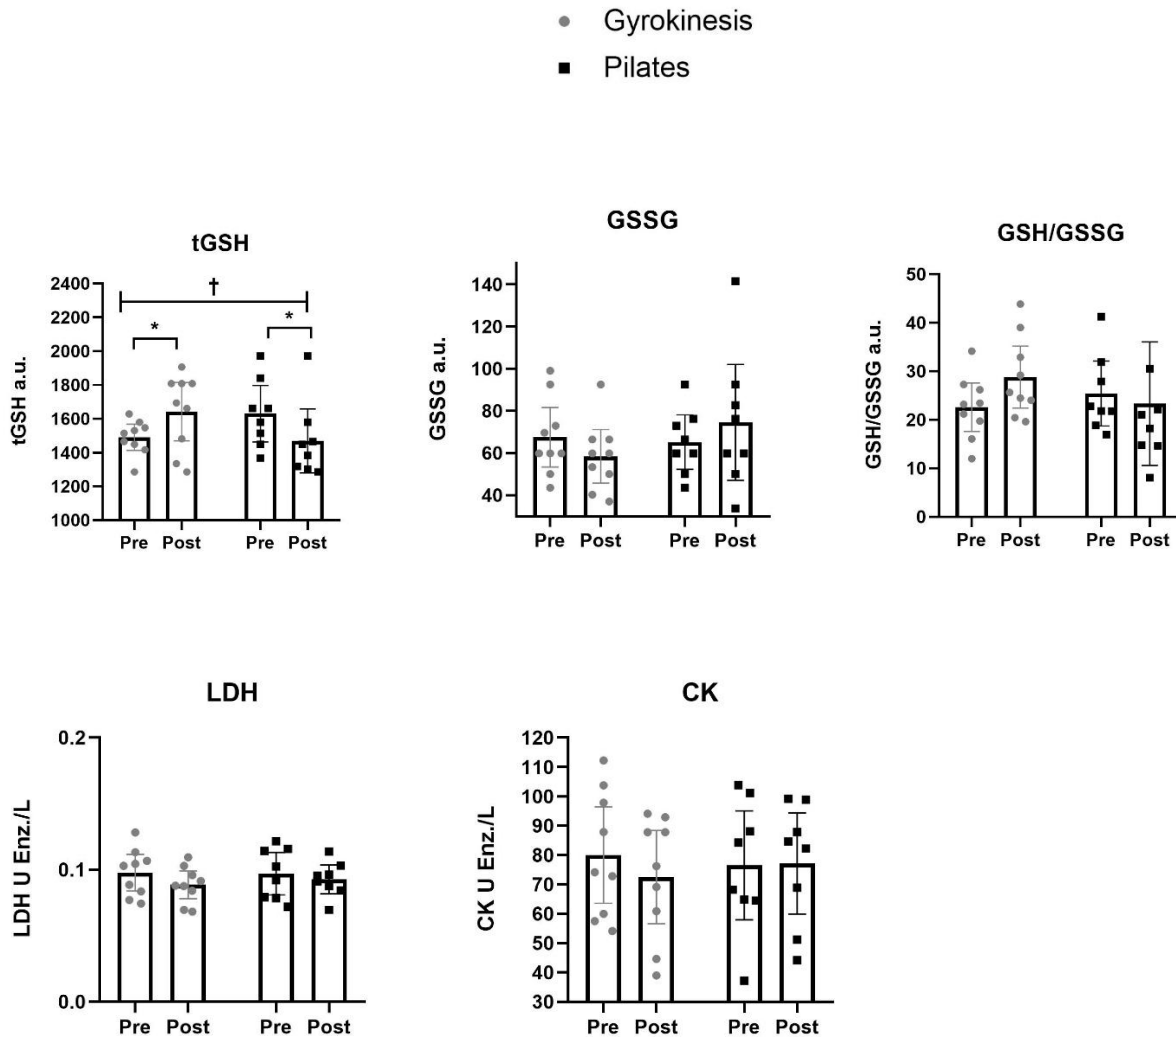 Gyrokinesis
Pilates
tGSH
tGSH a.u.
2400
2200
2000
1800
1600
1400
1200
1000
†
*
*
Pre Post Pre Post
GSSG
GSSG a.u.
140
120
100
80
60
40
Pre Post Pre Post
GSH/GSSG
GSH/GSSG a.u.
50
40
30
20
10
0
Pre Post Pre Post
LDH
LDH U Enz./L
0.2
0.1
0.0
Pre Post Pre Post
CK
CK U Enz./L
120
110
100
90
80
70
60
50
40
30
Pre Post Pre Post